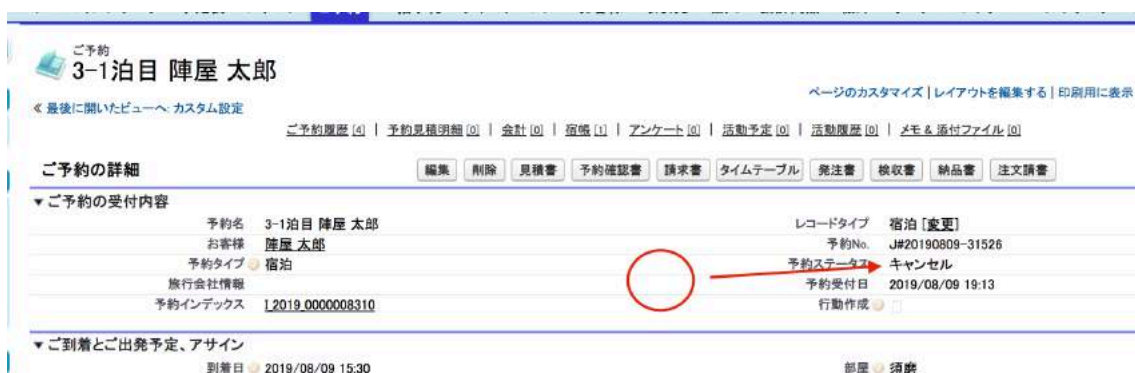 ご予約
3-1泊目 陣屋 太郎
ページのカスタマイズ | レイアウトを編集する | 印刷用に表示
≪ 最後に開いたビューへ: カスタム設定
ご予約履歴 [4] | 予約見積明細 [0] | 会計 [0] | 宿帳 [1] | アンケート [0] | 活動予定 [0] | 活動履歴 [0] | メモ & 添付ファイル [0]
ご予約の詳細 編集 削除 見積書 予約確認書 請求書 タイムテーブル 発注書 検収書 納品書 注文請書
▼ご予約の受付内容
予約名 3-1泊目 陣屋 太郎 レコードタイプ 宿泊 [変更]
お客様 陣屋 太郎 予約No. J#20190809-31526
予約タイプ 宿泊 予約ステータス キャンセル
旅行会社情報 予約受付日 2019/08/09 19:13
予約インデックス I_2019_0000008310 行動作成
▼ご到着とご出発予定、アサイン
到着日 2019/08/09 15:30 部屋 須磨